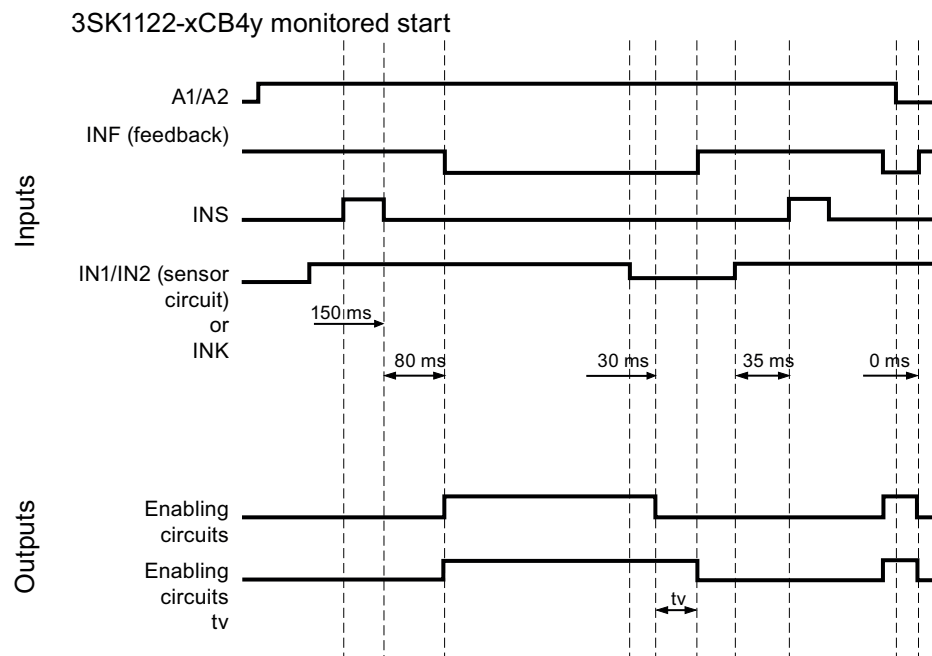 3SK1122-xCB4y monitored start
Inputs
A1/A2
INF (feedback)
INS
IN1/IN2 (sensor
circuit)
or
INK
150 ms
80 ms
30 ms
35 ms
0 ms
Outputs
Enabling
circuits
Enabling
circuits
tv
tv